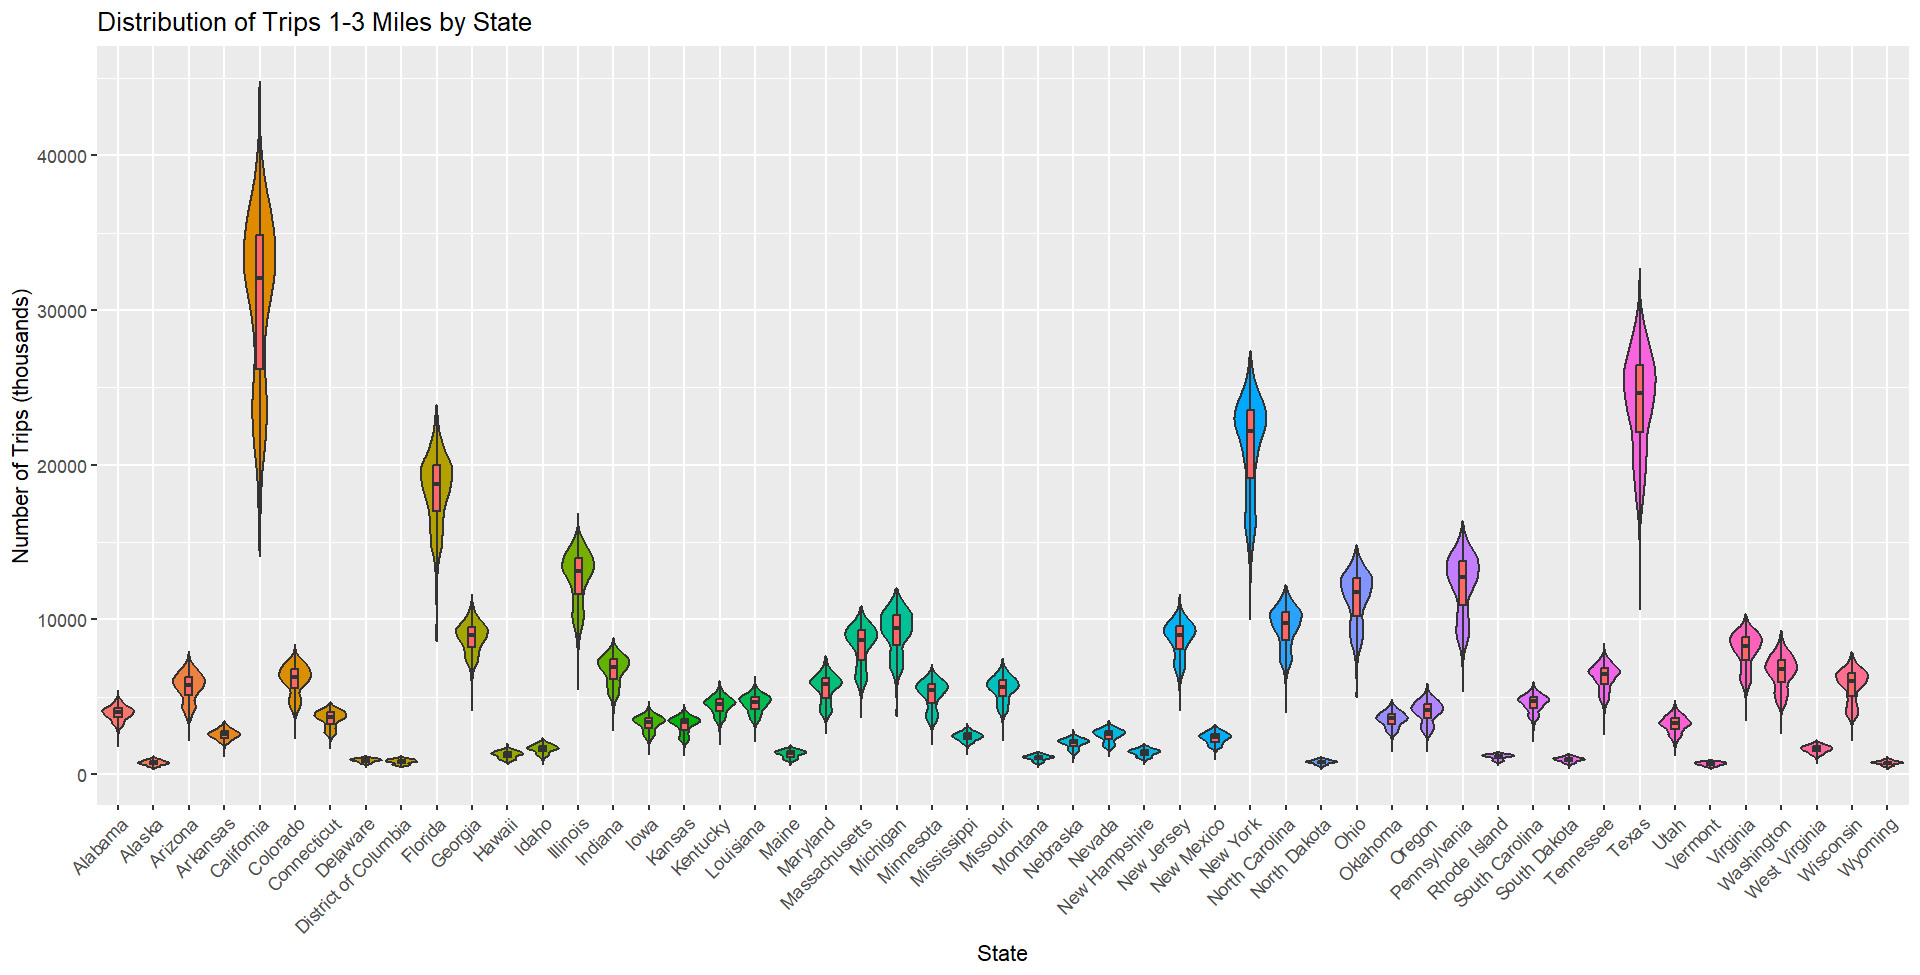 Distribution of Trips 1-3 Miles by State
Number of Trips (thousands)
40000
30000
20000
10000
0
Alabama
Alaska
Arizona
Arkansas
California
Colorado
Connecticut
Delaware
District of Columbia
Florida
Georgia
Hawaii
Idaho
Illinois
Indiana
Iowa
Kansas
Kentucky
Louisiana
Maine
Maryland
Massachusetts
Michigan
Minnesota
Mississippi
Missouri
Montana
Nebraska
Nevada
New Hampshire
New Jersey
New Mexico
New York
North Carolina
North Dakota
Ohio
Oklahoma
Oregon
Pennsylvania
Rhode Island
South Carolina
South Dakota
Tennessee
Texas
Utah
Vermont
Virginia
Washington
West Virginia
Wisconsin
Wyoming
State